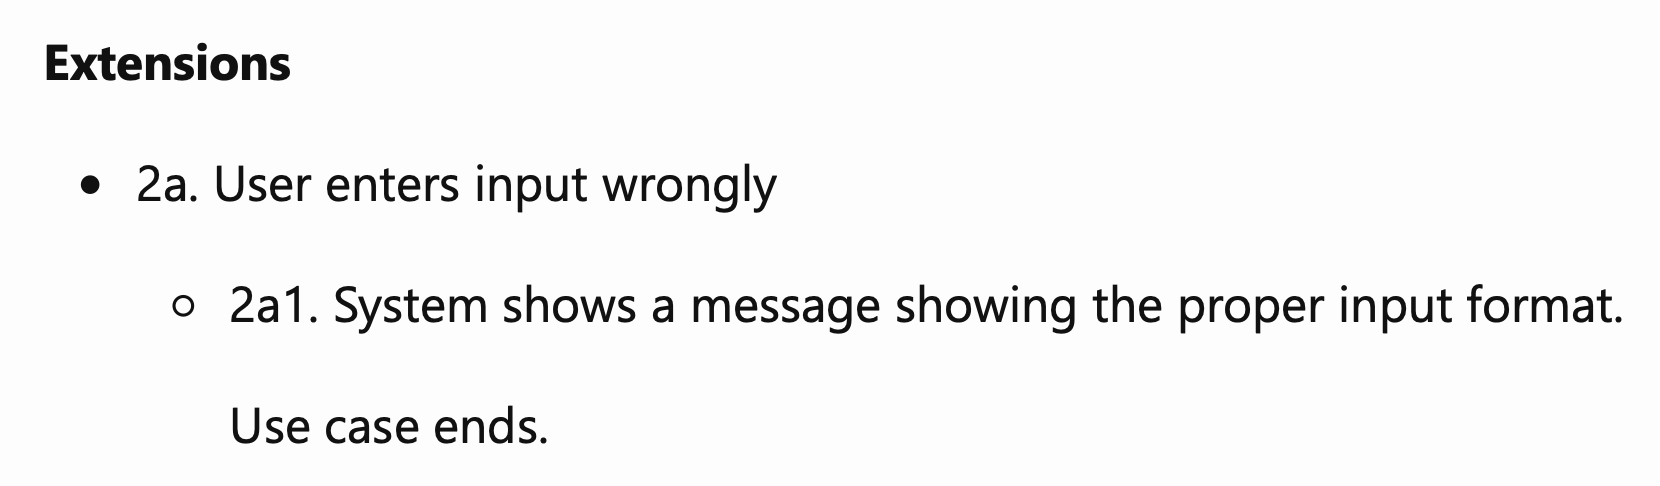 Extensions
• 2a. User enters input wrongly
○ 2a1. System shows a message showing the proper input format.
Use case ends.